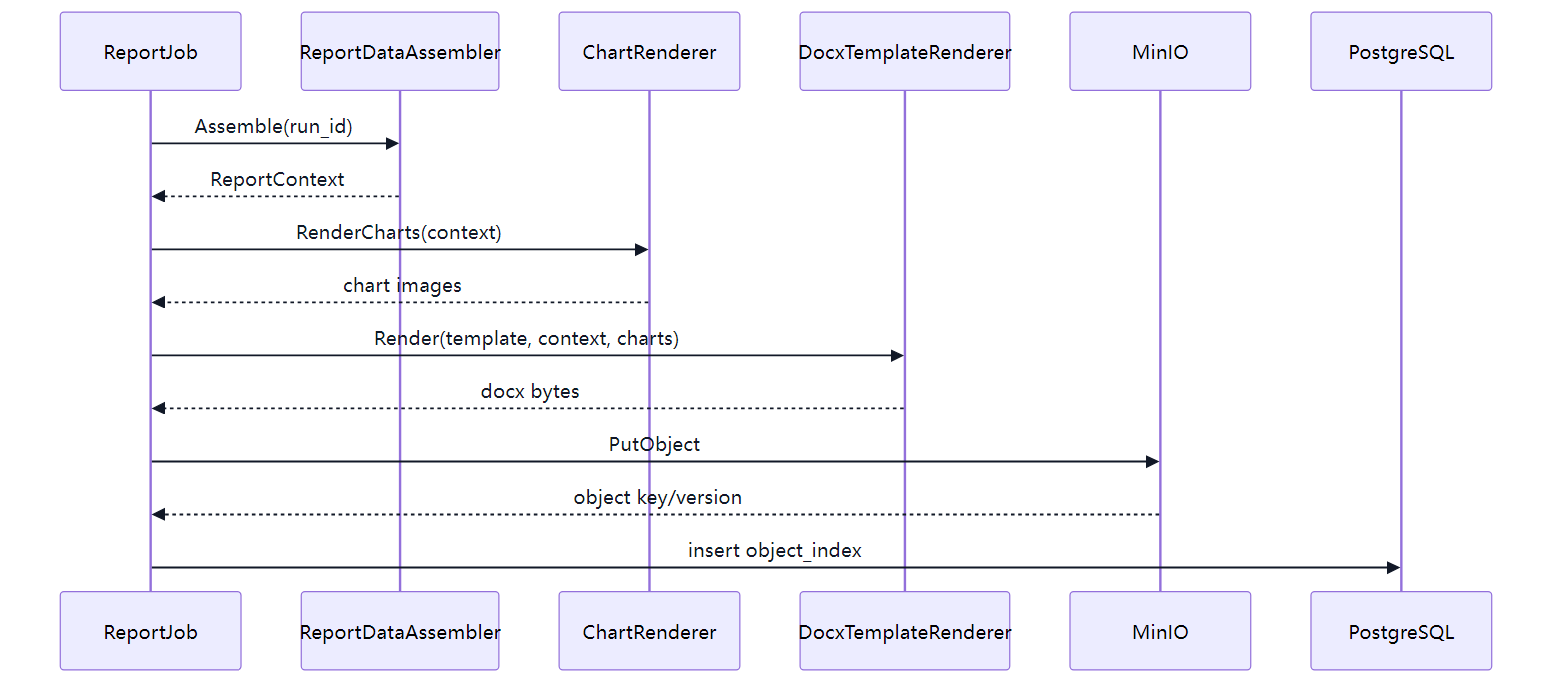 ReportJob
ReportDataAssembler
ChartRenderer
DocxTemplateRenderer
MinIO
PostgreSQL
Assemble(run_id)
ReportContext
RenderCharts(context)
chart images
Render(template, context, charts)
docx bytes
PutObject
object key/version
insert object_index
ReportJob
ReportDataAssembler
ChartRenderer
DocxTemplateRenderer
MinIO
PostgreSQL